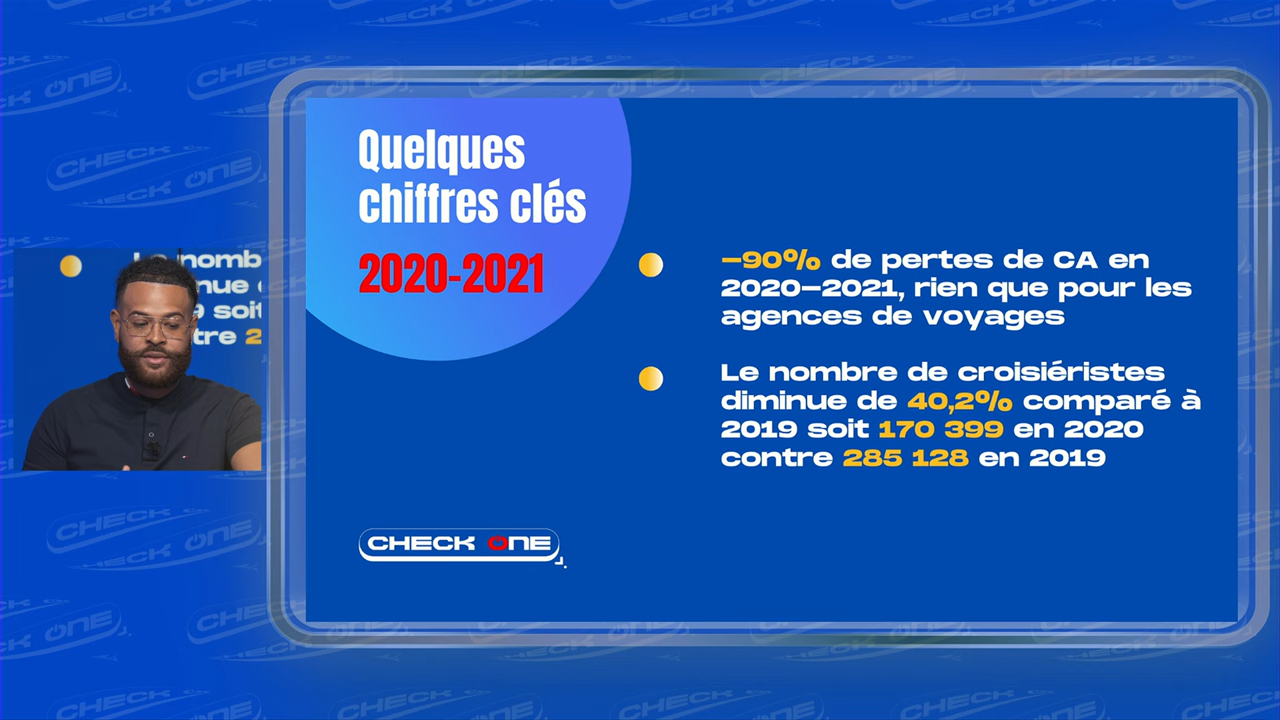 Quelques
chiffres clés
2020-2021
–90% de pertes de CA en
2020–2021, rien que pour les
agences de voyages
Le nombre de croisiéristes
diminue de 40,2% comparé à
2019 soit 170 399 en 2020
contre 285 128 en 2019
CHECK ONE